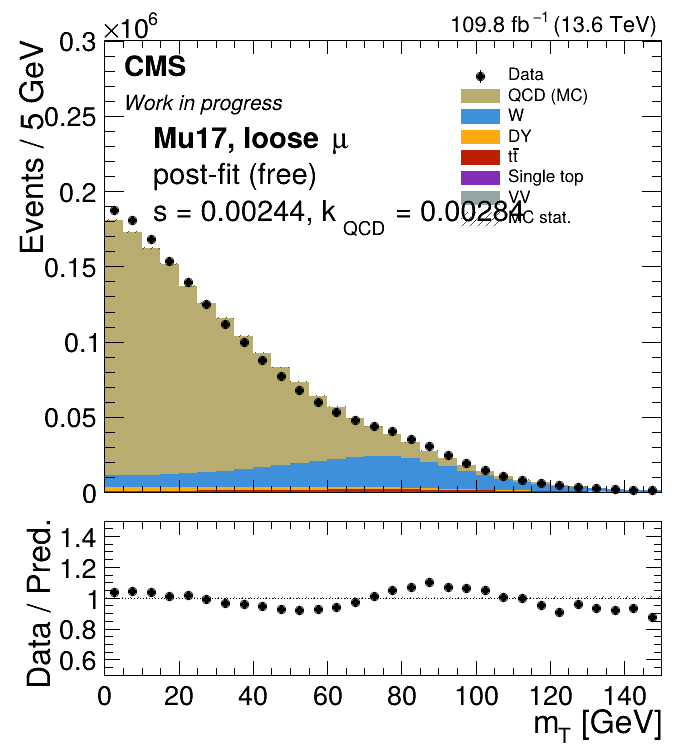 ×10⁶
109.8 fb⁻¹ (13.6 TeV)
Events / 5 GeV
0.3
0.25
0.2
0.15
0.1
0.05
0
CMS
Work in progress
Mu17, loose μ
post-fit (free)
s = 0.00244, k_QCD = 0.00284
Data
QCD (MC)
W
DY
tt̄
Single top
VV
MC stat.
Data / Pred.
1.4
1.2
1
0.8
0.6
0 20 40 60 80 100 120 140
m_T [GeV]